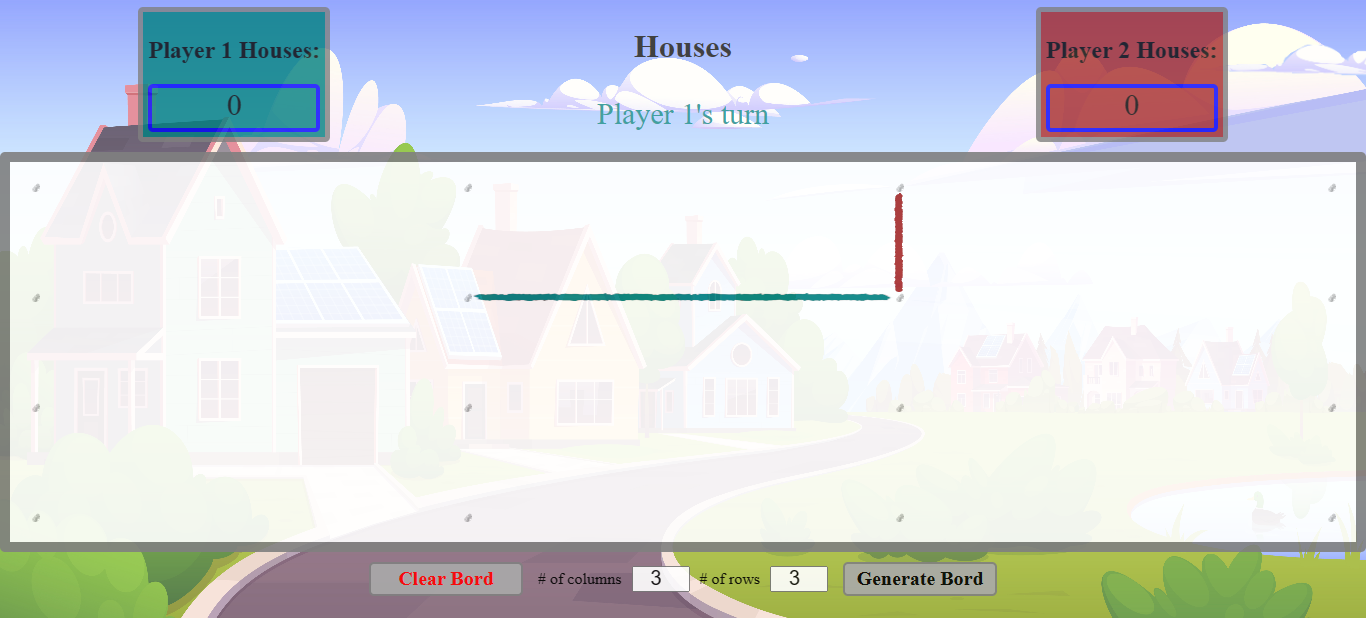 Player 1 Houses:
0
Houses
Player 1's turn
Player 2 Houses:
0
Clear Bord
# of columns
3
# of rows
3
Generate Bord